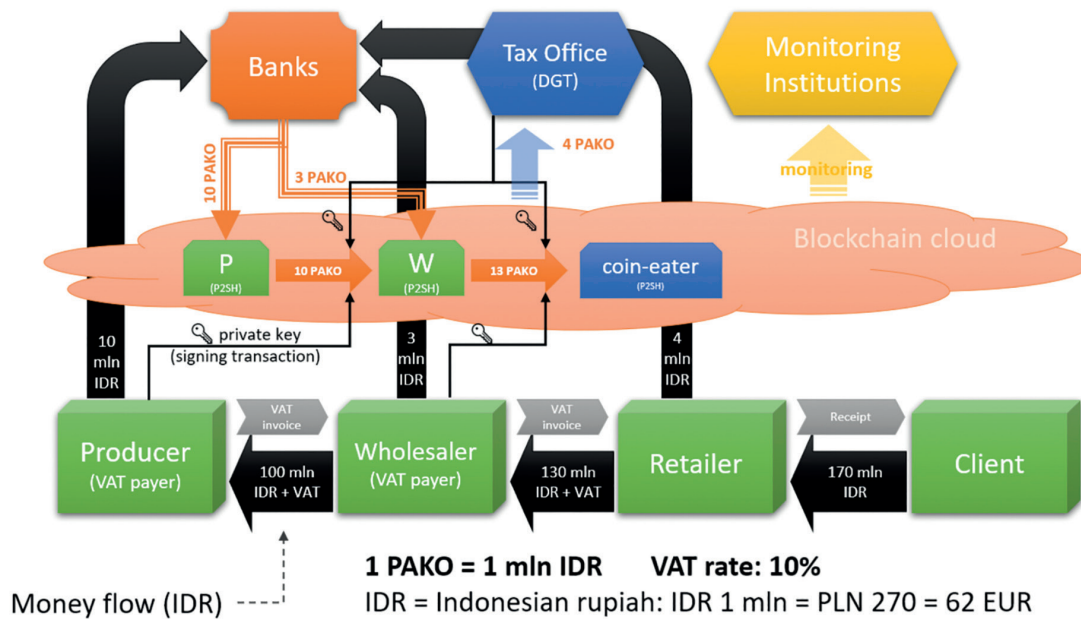 Banks
Tax Office
(DGT)
Monitoring
Institutions
10 PAKO
3 PAKO
4 PAKO
monitoring
Blockchain cloud
P
(P2SH)
10 PAKO
W
(P2SH)
13 PAKO
coin-eater
(P2SH)
private key
(signing transaction)
10
mln
IDR
3
mln
IDR
4
mln
IDR
Producer
(VAT payer)
VAT
invoice
100 mln
IDR + VAT
Wholesaler
(VAT payer)
VAT
invoice
130 mln
IDR + VAT
Retailer
Receipt
170 mln
IDR
Client
1 PAKO = 1 mln IDR VAT rate: 10%
Money flow (IDR)
IDR = Indonesian rupiah: IDR 1 mln = PLN 270 = 62 EUR